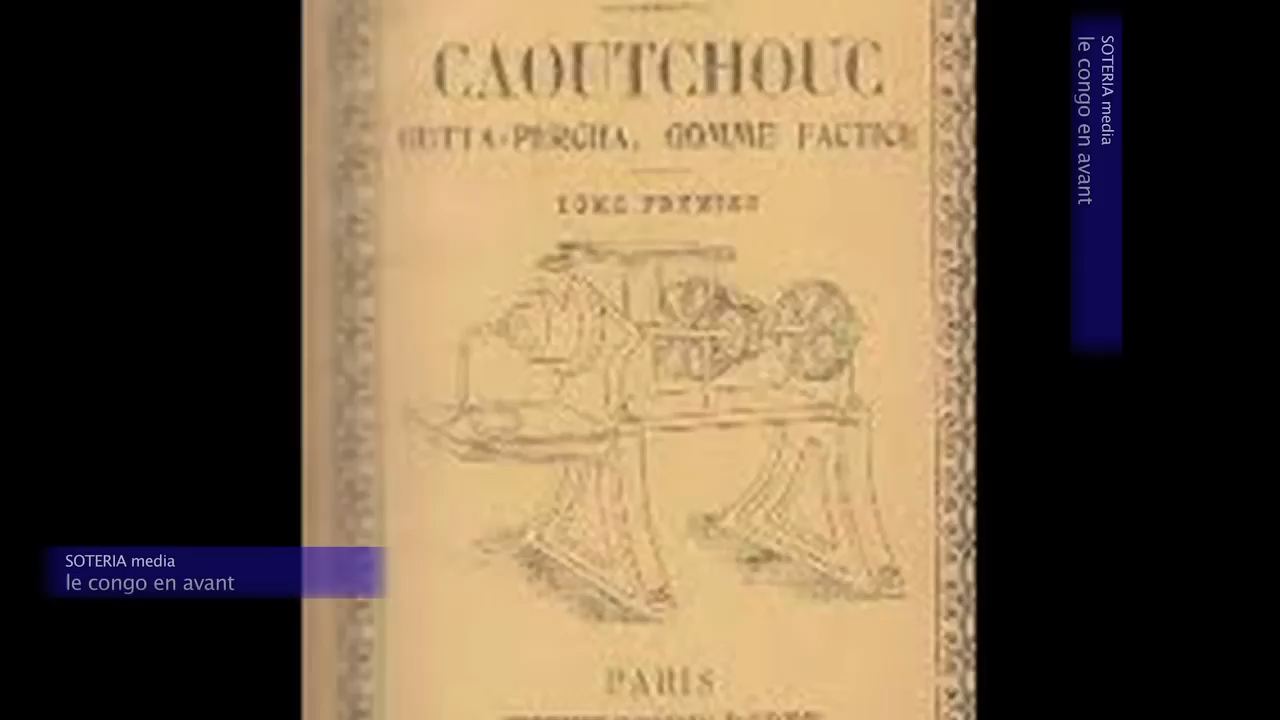 CAOUTCHOUC
GUTTA-PERCHA, GOMME FACTICE
TOME PREMIER
PARIS
SOTERIA media
le congo en avant
SOTERIA media
le congo en avant